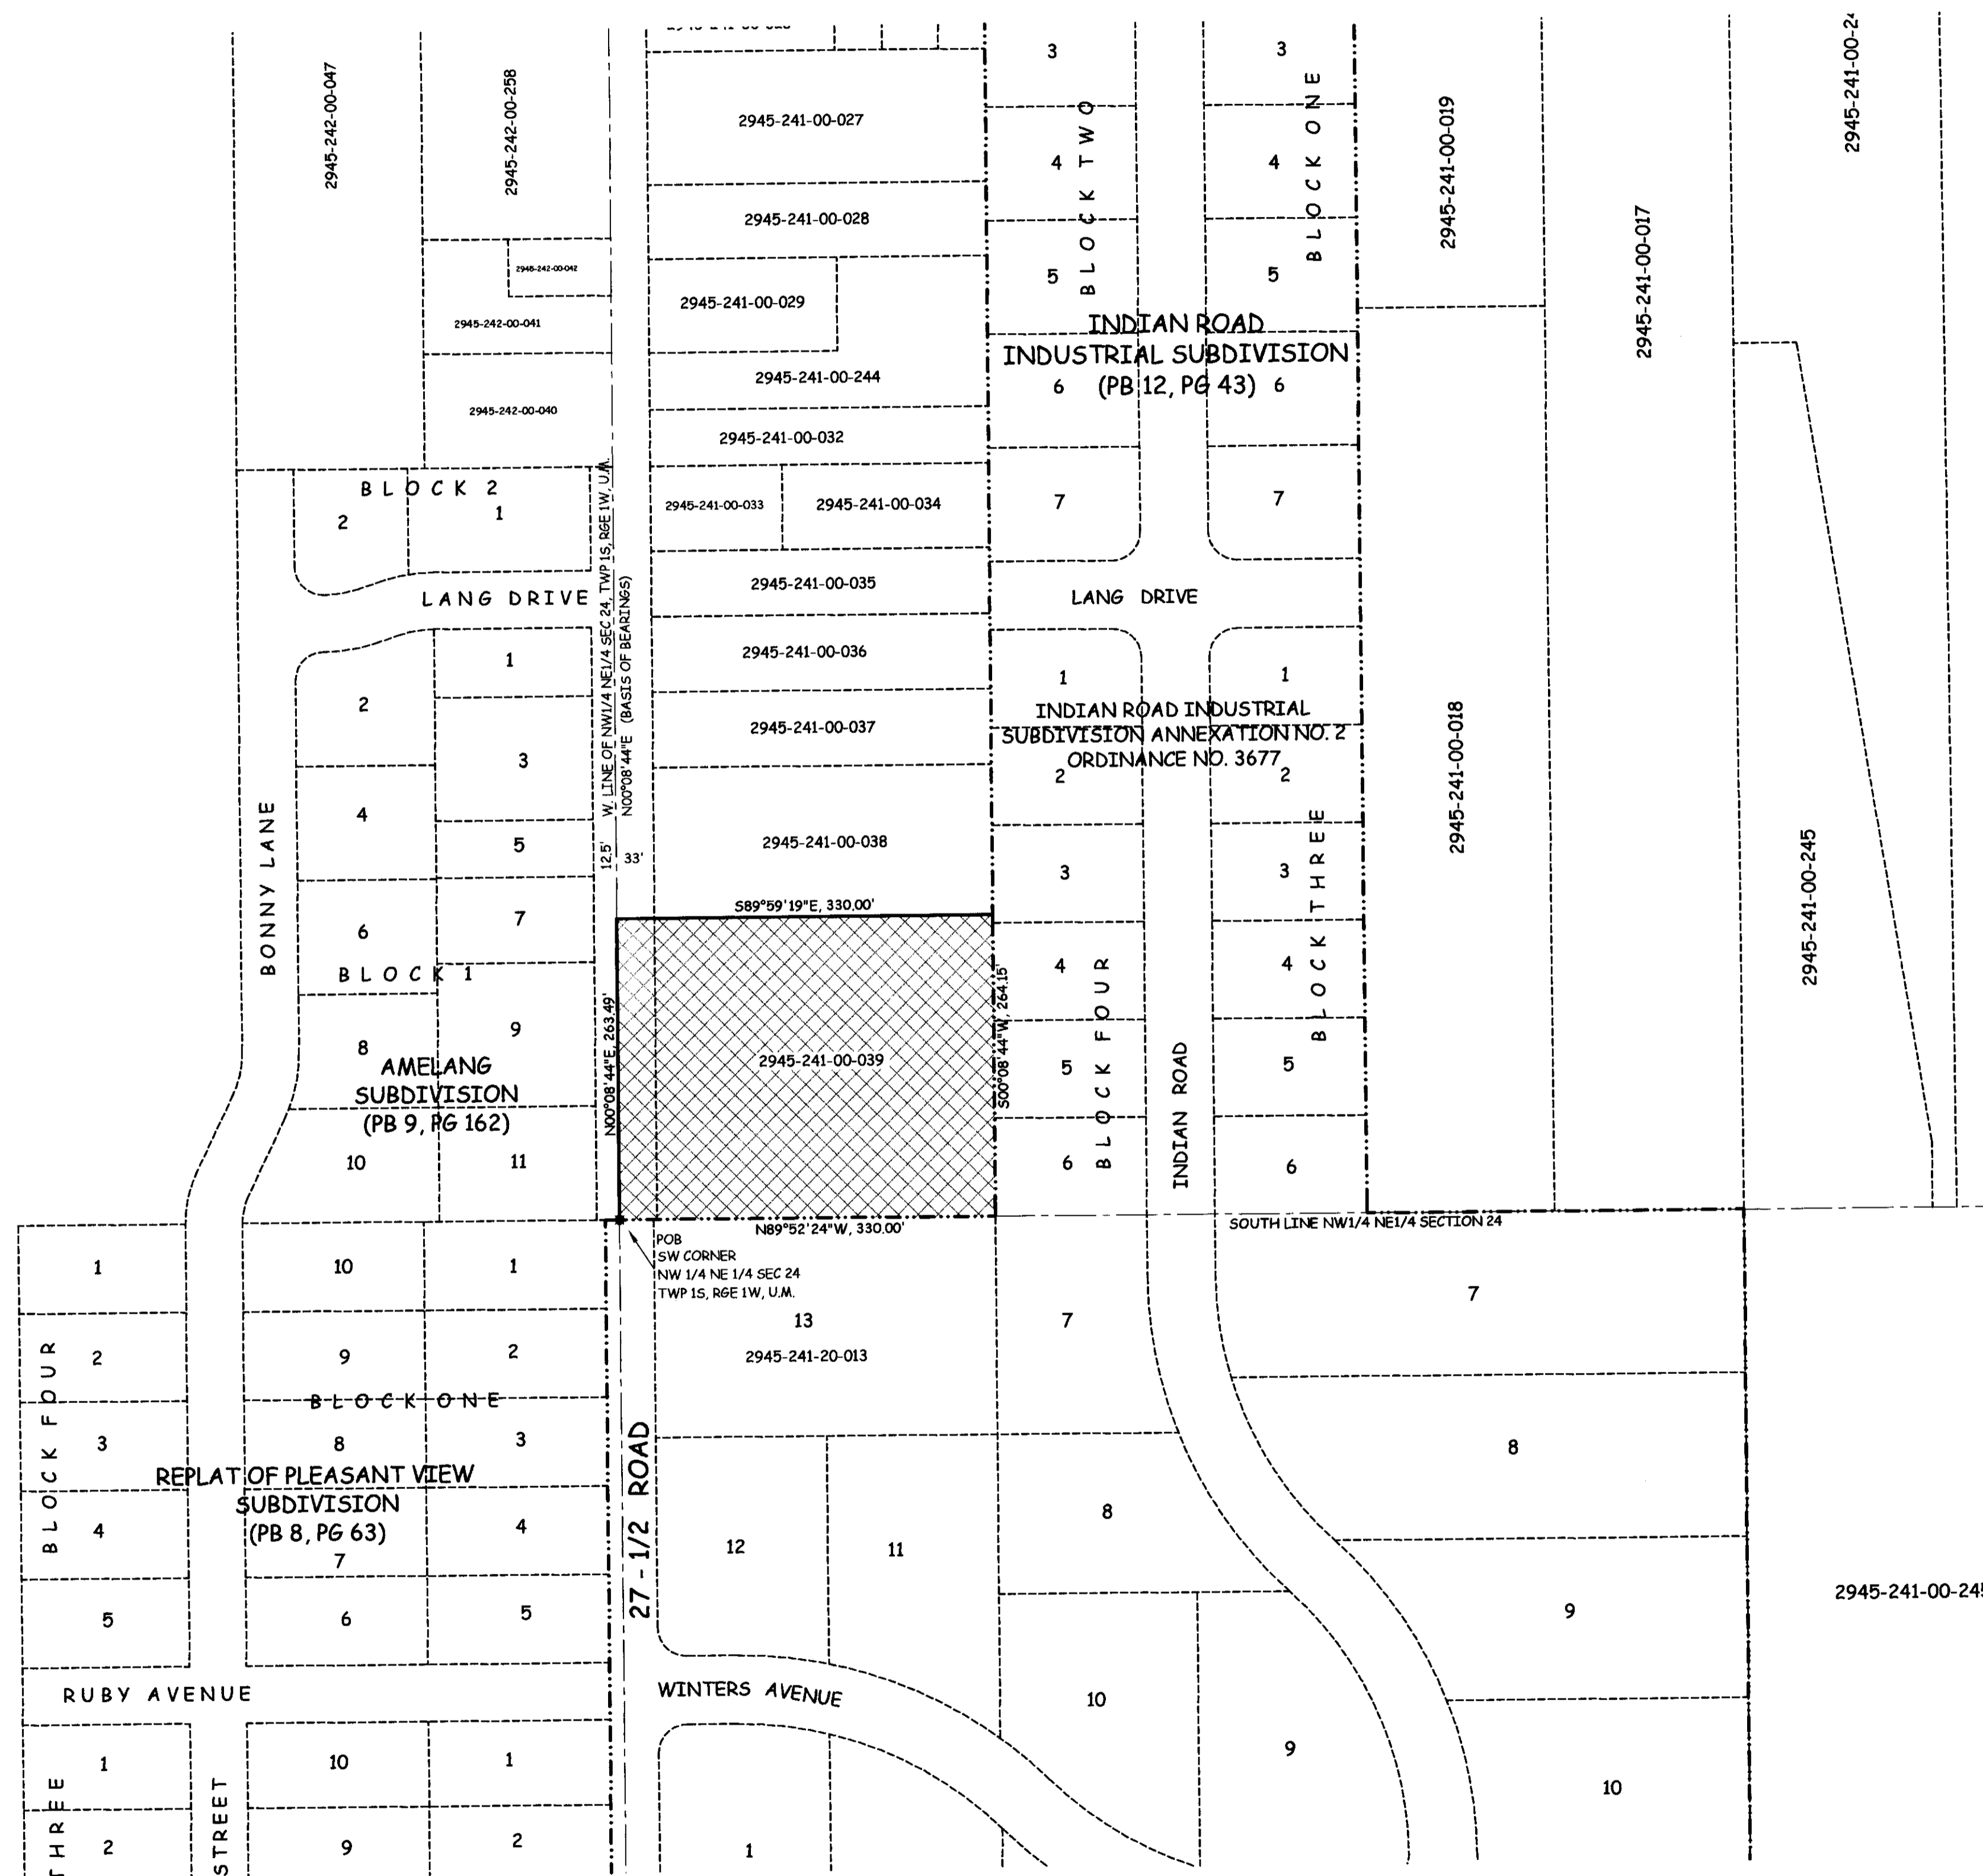 2945-242-00-047
2945-242-00-258
2945-241-00-027
3
3
BLOCK TWO
BLOCK ONE
2945-241-00-019
2945-241-00-017
4
4
2945-241-00-028
2945-242-00-042
5
5
2945-241-00-029
2945-242-00-041
INDIAN ROAD
INDUSTRIAL SUBDIVISION
(PB 12, PG 43)
6
6
2945-241-00-244
2945-242-00-040
2945-241-00-032
BLOCK 2
2
1
2945-241-00-033
2945-241-00-034
7
7
W. LINE OF NW1/4 NE1/4 SEC 24, TWP 1S, RGE 1W, U.M.
N00°08'44"E (BASIS OF BEARINGS)
2945-241-00-035
LANG DRIVE
LANG DRIVE
2945-241-00-036
1
2
3
4
5
6
7
BLOCK 1
8
9
10
11
BONNY LANE
AMELANG
SUBDIVISION
(PB 9, PG 162)
12.5'
33'
2945-241-00-037
2945-241-00-038
1
1
INDIAN ROAD INDUSTRIAL
SUBDIVISION ANNEXATION NO. 2
ORDINANCE NO. 3677
2
2
3
3
4
4
5
5
6
6
BLOCK FOUR
BLOCK THREE
INDIAN ROAD
2945-241-00-018
2945-241-00-245
S89°59'19"E, 330.00'
N00°08'44"E, 263.49'
2945-241-00-039
S00°08'44"W, 264.15'
N89°52'24"W, 330.00'
SOUTH LINE NW1/4 NE1/4 SECTION 24
POB
SW CORNER
NW 1/4 NE 1/4 SEC 24
TWP 1S, RGE 1W, U.M.
13
2945-241-20-013
7
7
1
10
1
2
9
2
BLOCK FOUR
BLOCK ONE
3
8
3
REPLAT OF PLEASANT VIEW
SUBDIVISION
(PB 8, PG 63)
4
7
4
5
6
5
27 - 1/2 ROAD
12
11
8
8
9
2945-241-00-245
RUBY AVENUE
WINTERS AVENUE
10
9
10
1
10
1
THREE
STREET
2
9
2
1